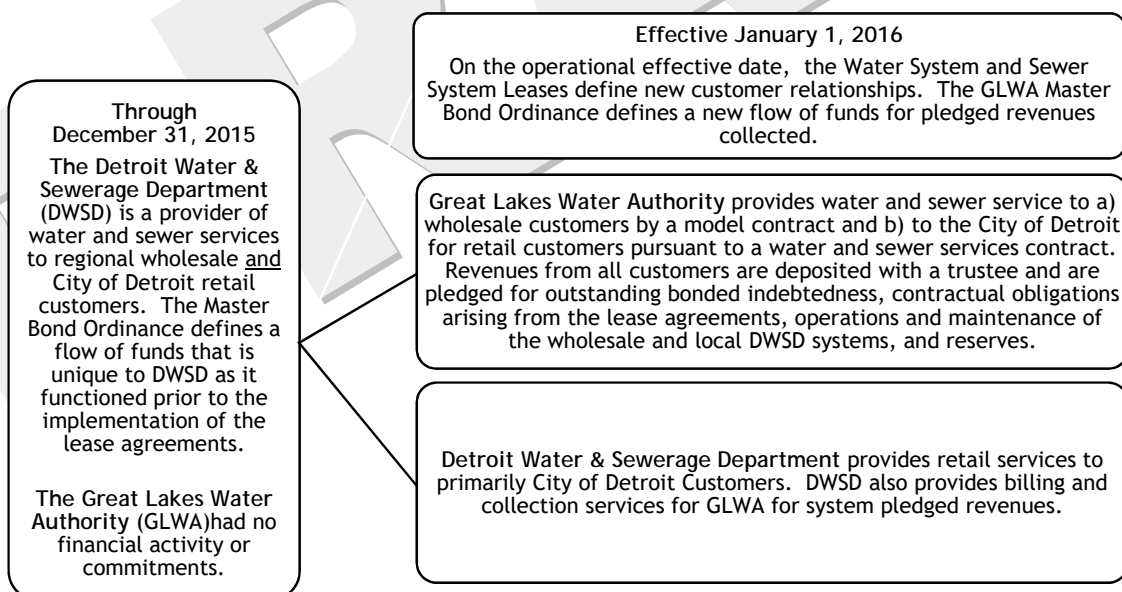 Through
December 31, 2015
The Detroit Water &
Sewerage Department
(DWSD) is a provider of
water and sewer services
to regional wholesale and
City of Detroit retail
customers. The Master
Bond Ordinance defines a
flow of funds that is
unique to DWSD as it
functioned prior to the
implementation of the
lease agreements.
The Great Lakes Water
Authority (GLWA)had no
financial activity or
commitments.
Effective January 1, 2016
On the operational effective date, the Water System and Sewer
System Leases define new customer relationships. The GLWA Master
Bond Ordinance defines a new flow of funds for pledged revenues
collected.
Great Lakes Water Authority provides water and sewer service to a)
wholesale customers by a model contract and b) to the City of Detroit
for retail customers pursuant to a water and sewer services contract.
Revenues from all customers are deposited with a trustee and are
pledged for outstanding bonded indebtedness, contractual obligations
arising from the lease agreements, operations and maintenance of
the wholesale and local DWSD systems, and reserves.
Detroit Water & Sewerage Department provides retail services to
primarily City of Detroit Customers. DWSD also provides billing and
collection services for GLWA for system pledged revenues.